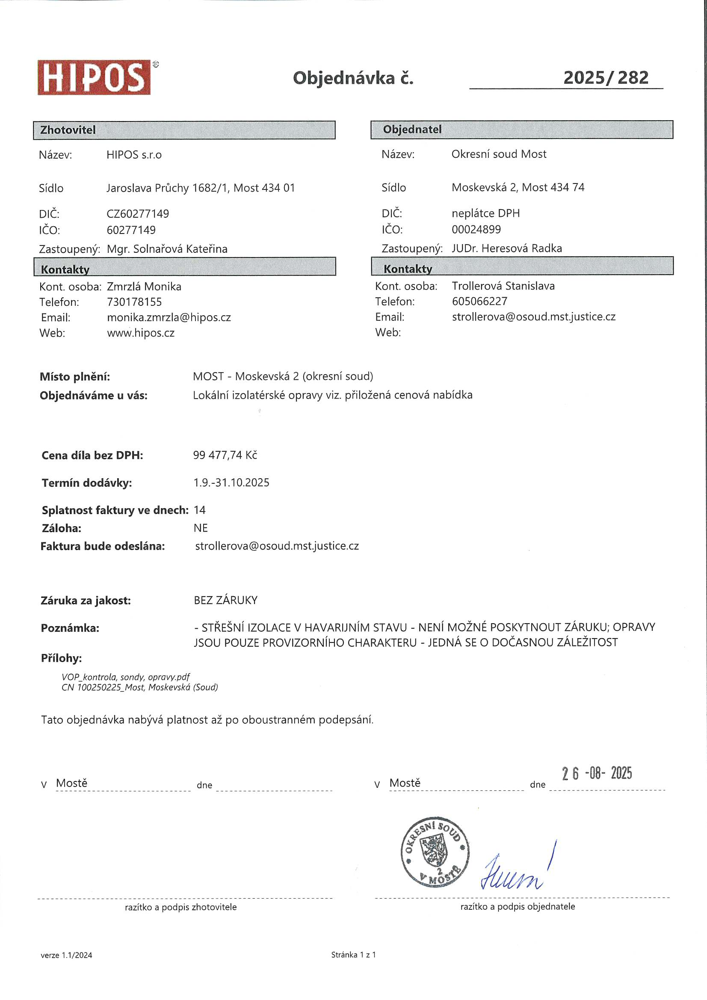 HIPOS®
Objednávka č. 2025/ 282
Zhotovitel
Název: HIPOS s.r.o
Sídlo Jaroslava Průchy 1682/1, Most 434 01
DIČ: CZ60277149
IČO: 60277149
Zastoupený: Mgr. Solnařová Kateřina
Kontakty
Kont. osoba: Zmrzlá Monika
Telefon: 730178155
Email: monika.zmrzla@hipos.cz
Web: www.hipos.cz
Objednatel
Název: Okresní soud Most
Sídlo Moskevská 2, Most 434 74
DIČ: neplátce DPH
IČO: 00024899
Zastoupený: JUDr. Heresová Radka
Kontakty
Kont. osoba: Trollerová Stanislava
Telefon: 605066227
Email: strollerova@osoud.mst.justice.cz
Web:
Místo plnění: MOST - Moskevská 2 (okresní soud)
Objednáváme u vás: Lokální izolatérské opravy viz. přiložená cenová nabídka
Cena díla bez DPH: 99 477,74 Kč
Termín dodávky: 1.9.-31.10.2025
Splatnost faktury ve dnech: 14
Záloha: NE
Faktura bude odeslána: strollerova@osoud.mst.justice.cz
Záruka za jakost: BEZ ZÁRUKY
Poznámka: - STŘEŠNÍ IZOLACE V HAVARIJNÍM STAVU - NENÍ MOŽNÉ POSKYTNOUT ZÁRUKU; OPRAVY
JSOU POUZE PROVIZORNÍHO CHARAKTERU - JEDNÁ SE O DOČASNOU ZÁLEŽITOST
Přílohy:
VOP_kontrola, sondy, opravy.pdf
CN 100250225_Most, Moskevská (Soud)
Tato objednávka nabývá platnost až po oboustranném podepsání.
V Mostě dne
V Mostě dne 26 -08- 2025
OKRESNÍ SOUD
2
V MOSTĚ
razítko a podpis zhotovitele
razítko a podpis objednatele
verze 1.1/2024
Stránka 1 z 1